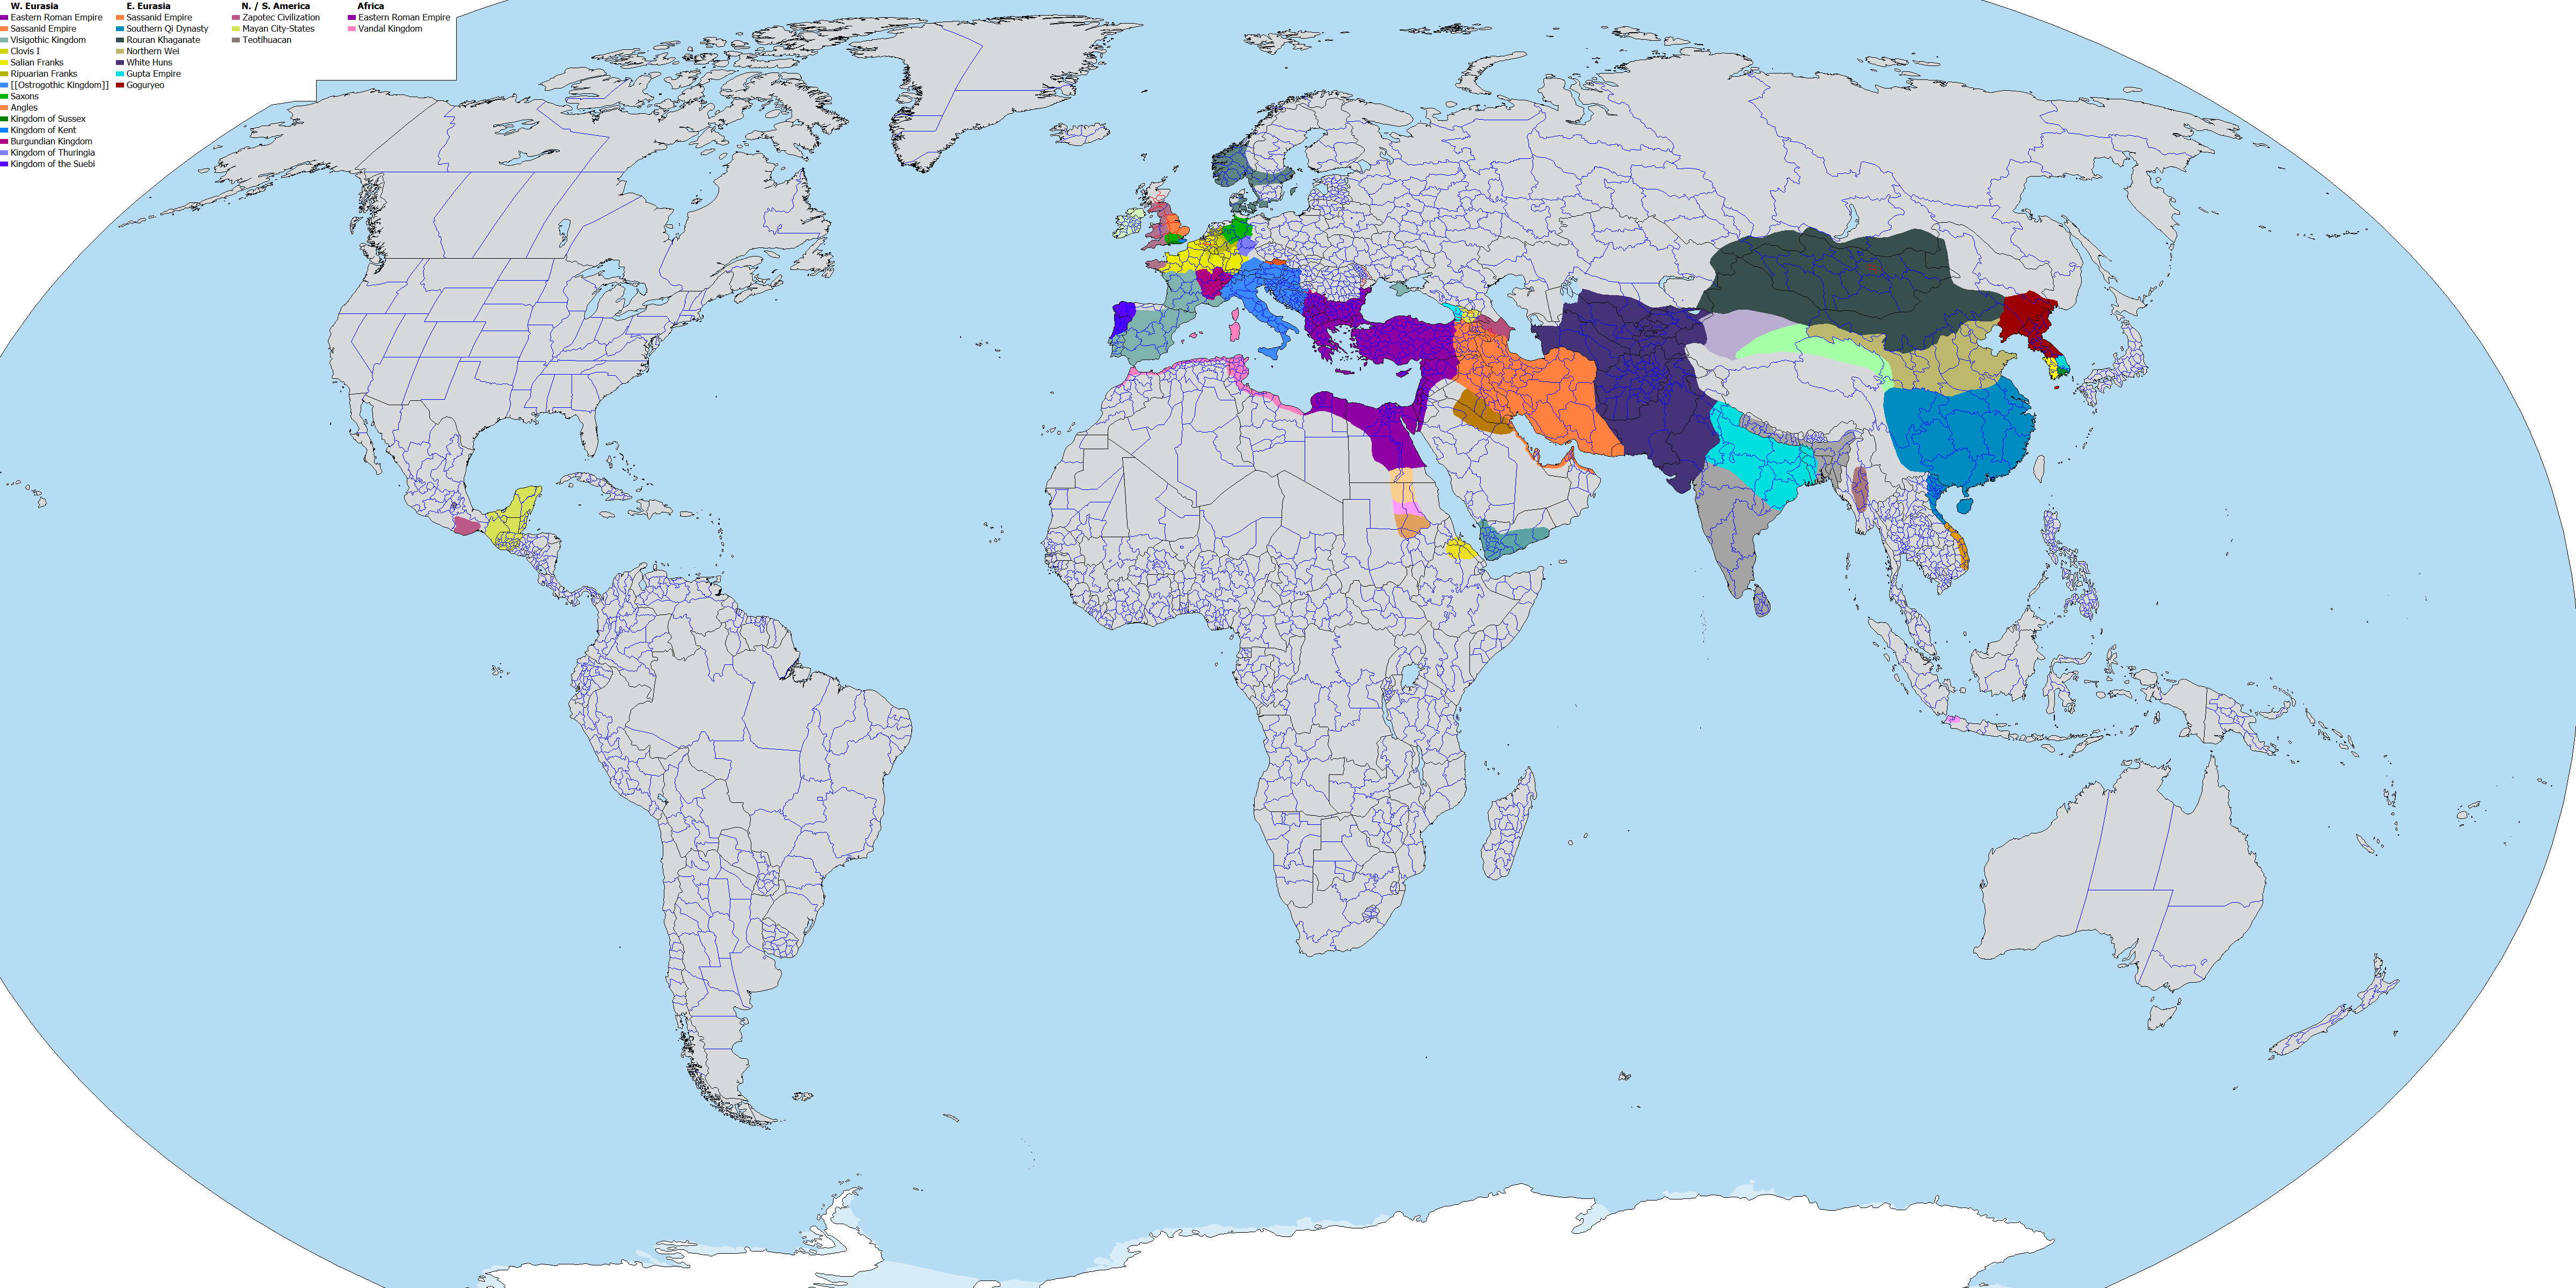 W. Eurasia
Eastern Roman Empire
Sassanid Empire
Visigothic Kingdom
Clovis I
Salian Franks
Ripuarian Franks
[[Ostrogothic Kingdom]]
Saxons
Angles
Kingdom of Sussex
Kingdom of Kent
Burgundian Kingdom
Kingdom of Thuringia
Kingdom of the Suebi
E. Eurasia
Sassanid Empire
Southern Qi Dynasty
Rouran Khaganate
Northern Wei
White Huns
Gupta Empire
Goguryeo
N. / S. America
Zapotec Civilization
Mayan City-States
Teotihuacan
Africa
Eastern Roman Empire
Vandal Kingdom